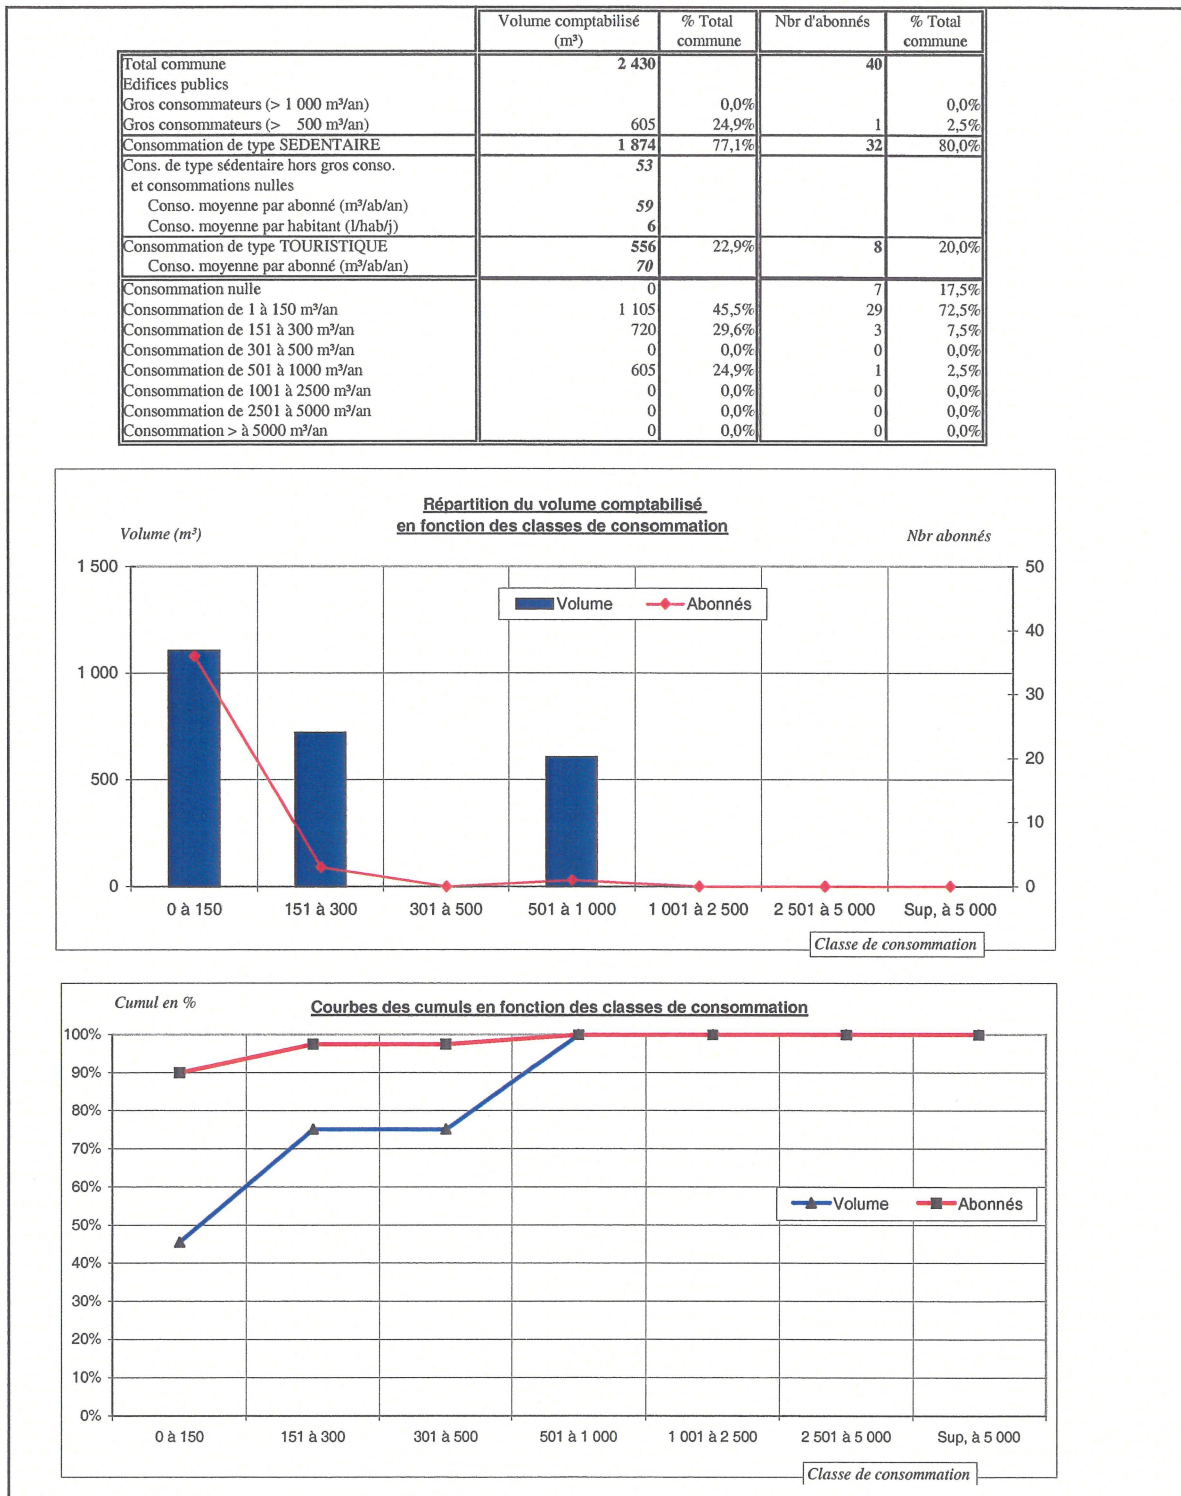 Volume comptabilisé (m³) % Total commune Nbr d'abonnés % Total commune
Total commune 2 430 40
Edifices publics
Gros consommateurs (> 1 000 m³/an) 0,0% 0,0%
Gros consommateurs (> 500 m³/an) 605 24,9% 1 2,5%
Consommation de type SEDENTAIRE 1 874 77,1% 32 80,0%
Cons. de type sédentaire hors gros conso. 53
et consommations nulles
Conso. moyenne par abonné (m³/ab/an) 59
Conso. moyenne par habitant (l/hab/j) 6
Consommation de type TOURISTIQUE 556 22,9% 8 20,0%
Conso. moyenne par abonné (m³/ab/an) 70
Consommation nulle 0 7 17,5%
Consommation de 1 à 150 m³/an 1 105 45,5% 29 72,5%
Consommation de 151 à 300 m³/an 720 29,6% 3 7,5%
Consommation de 301 à 500 m³/an 0 0,0% 0 0,0%
Consommation de 501 à 1000 m³/an 605 24,9% 1 2,5%
Consommation de 1001 à 2500 m³/an 0 0,0% 0 0,0%
Consommation de 2501 à 5000 m³/an 0 0,0% 0 0,0%
Consommation > à 5000 m³/an 0 0,0% 0 0,0%
Répartition du volume comptabilisé
en fonction des classes de consommation
Volume (m³) Nbr abonnés
1 500 50
Volume Abonnés
40
1 000
30
500 20
10
0 0
0 à 150 151 à 300 301 à 500 501 à 1 000 1 001 à 2 500 2 501 à 5 000 Sup, à 5 000
Classe de consommation
Cumul en %
Courbes des cumuls en fonction des classes de consommation
100%
90%
80%
70%
60%
Volume Abonnés
50%
40%
30%
20%
10%
0%
0 à 150 151 à 300 301 à 500 501 à 1 000 1 001 à 2 500 2 501 à 5 000 Sup, à 5 000
Classe de consommation